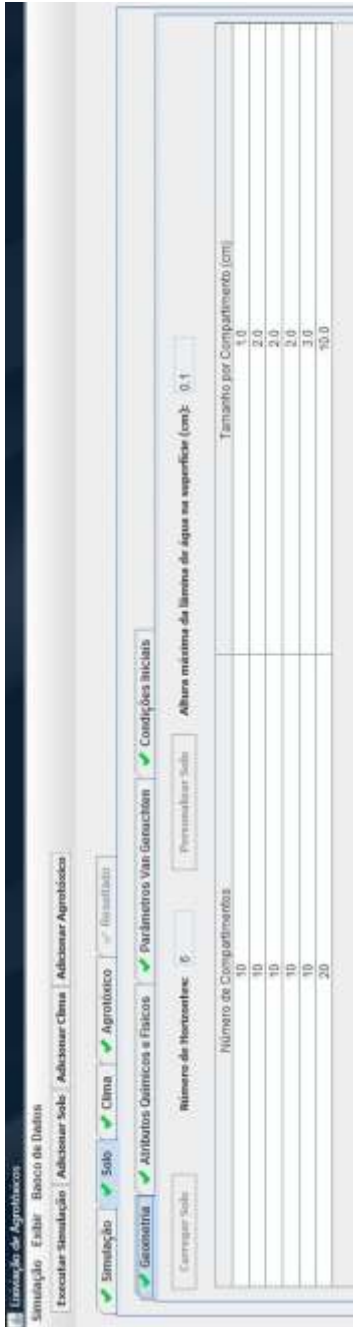 Lixiviação de Agrotóxicos
Simulação Exibir Banco de Dados
Executar Simulação Adicionar Solo Adicionar Clima Adicionar Agrotóxico
Simulação Solo Clima Agrotóxico Resultado
Geometria Atributos Químicos e Físicos Parâmetros Van Genuchten Condições Iniciais
Carregar Solo Número de Horizontes: 6 Personalizar Solo Altura máxima da lâmina de água na superfície (cm): 0.1
Número de Compartimentos Tamanho por Compartimento (cm)
10 1.0
10 2.0
10 2.0
10 2.0
10 3.0
20 10.0